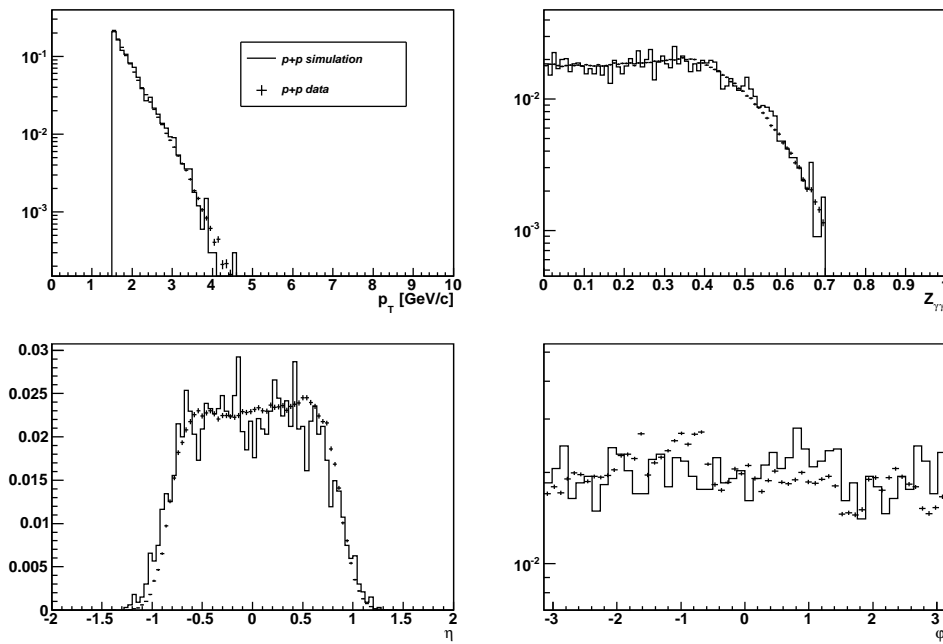 10⁻¹
10⁻²
10⁻³
p+p simulation
p+p data
0 1 2 3 4 5 6 7 8 9 10
p_T [GeV/c]
10⁻²
10⁻³
0 0.1 0.2 0.3 0.4 0.5 0.6 0.7 0.8 0.9 1
Z_γγ
0.03
0.025
0.02
0.015
0.01
0.005
0
-2 -1.5 -1 -0.5 0 0.5 1 1.5 2
η
10⁻²
-3 -2 -1 0 1 2 3
φ